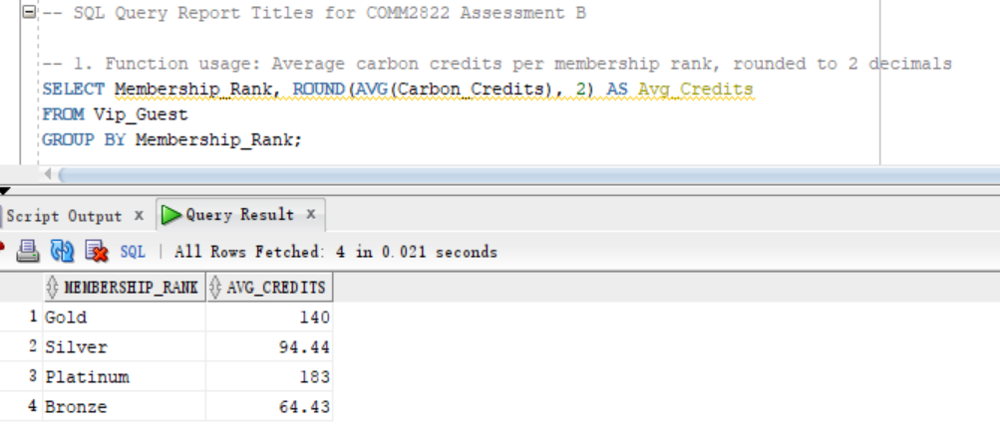 -- SQL Query Report Titles for COMM2822 Assessment B
-- 1. Function usage: Average carbon credits per membership rank, rounded to 2 decimals
SELECT Membership_Rank, ROUND(AVG(Carbon_Credits), 2) AS Avg_Credits
FROM Vip_Guest
GROUP BY Membership_Rank;
Script Output x Query Result x
SQL | All Rows Fetched: 4 in 0.021 seconds
MEMBERSHIP_RANK AVG_CREDITS
1 Gold 140
2 Silver 94.44
3 Platinum 183
4 Bronze 64.43